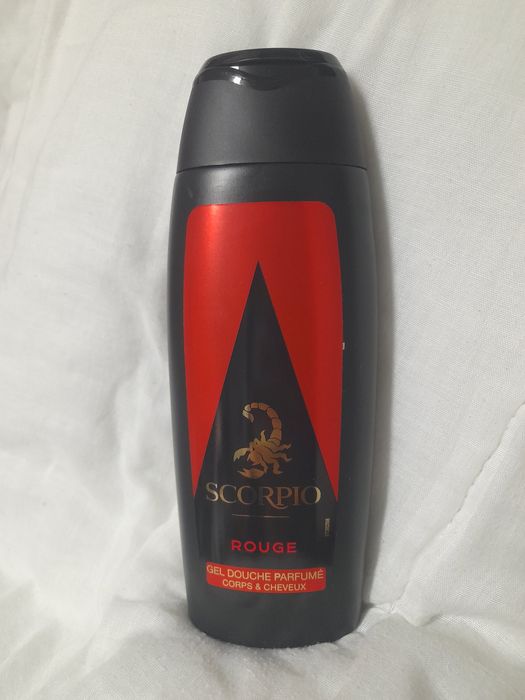 SCORPIO
ROUGE
GEL DOUCHE PARFUMÉ
CORPS & CHEVEUX